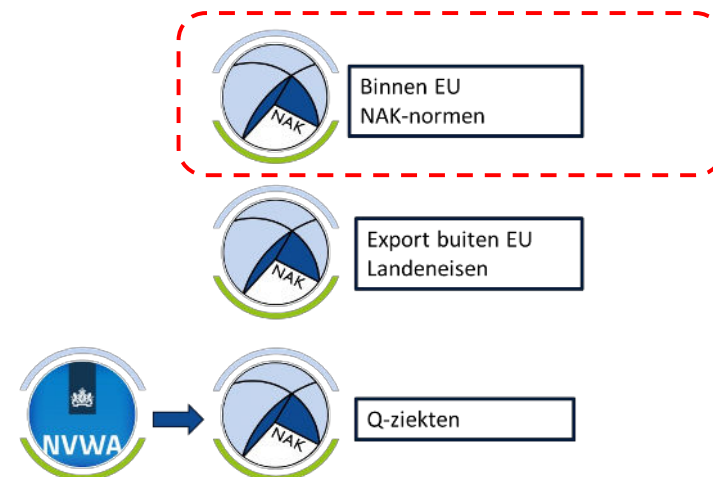 NAK
Binnen EU
NAK-normen
NAK
Export buiten EU
Landeneisen
NVWA
NAK
Q-ziekten